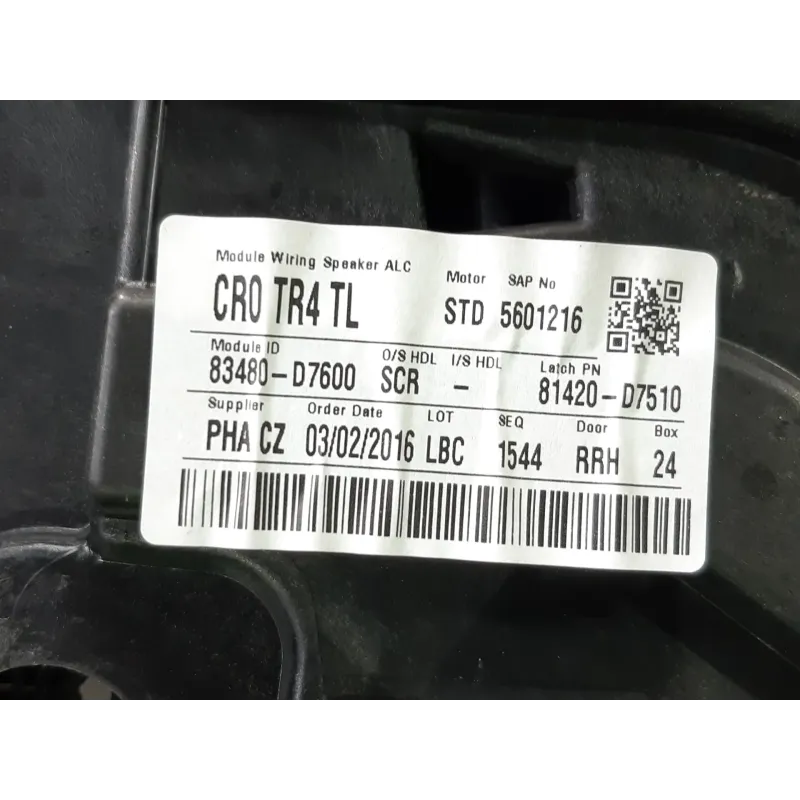 Module Wiring Speaker ALC Motor SAP No
CR0 TR4 TL STD 5601216
Module ID O/S HDL I/S HDL Latch PN
83480-D7600 SCR - 81420-D7510
Supplier Order Date LOT SEQ Door Box
PHA CZ 03/02/2016 LBC 1544 RRH 24